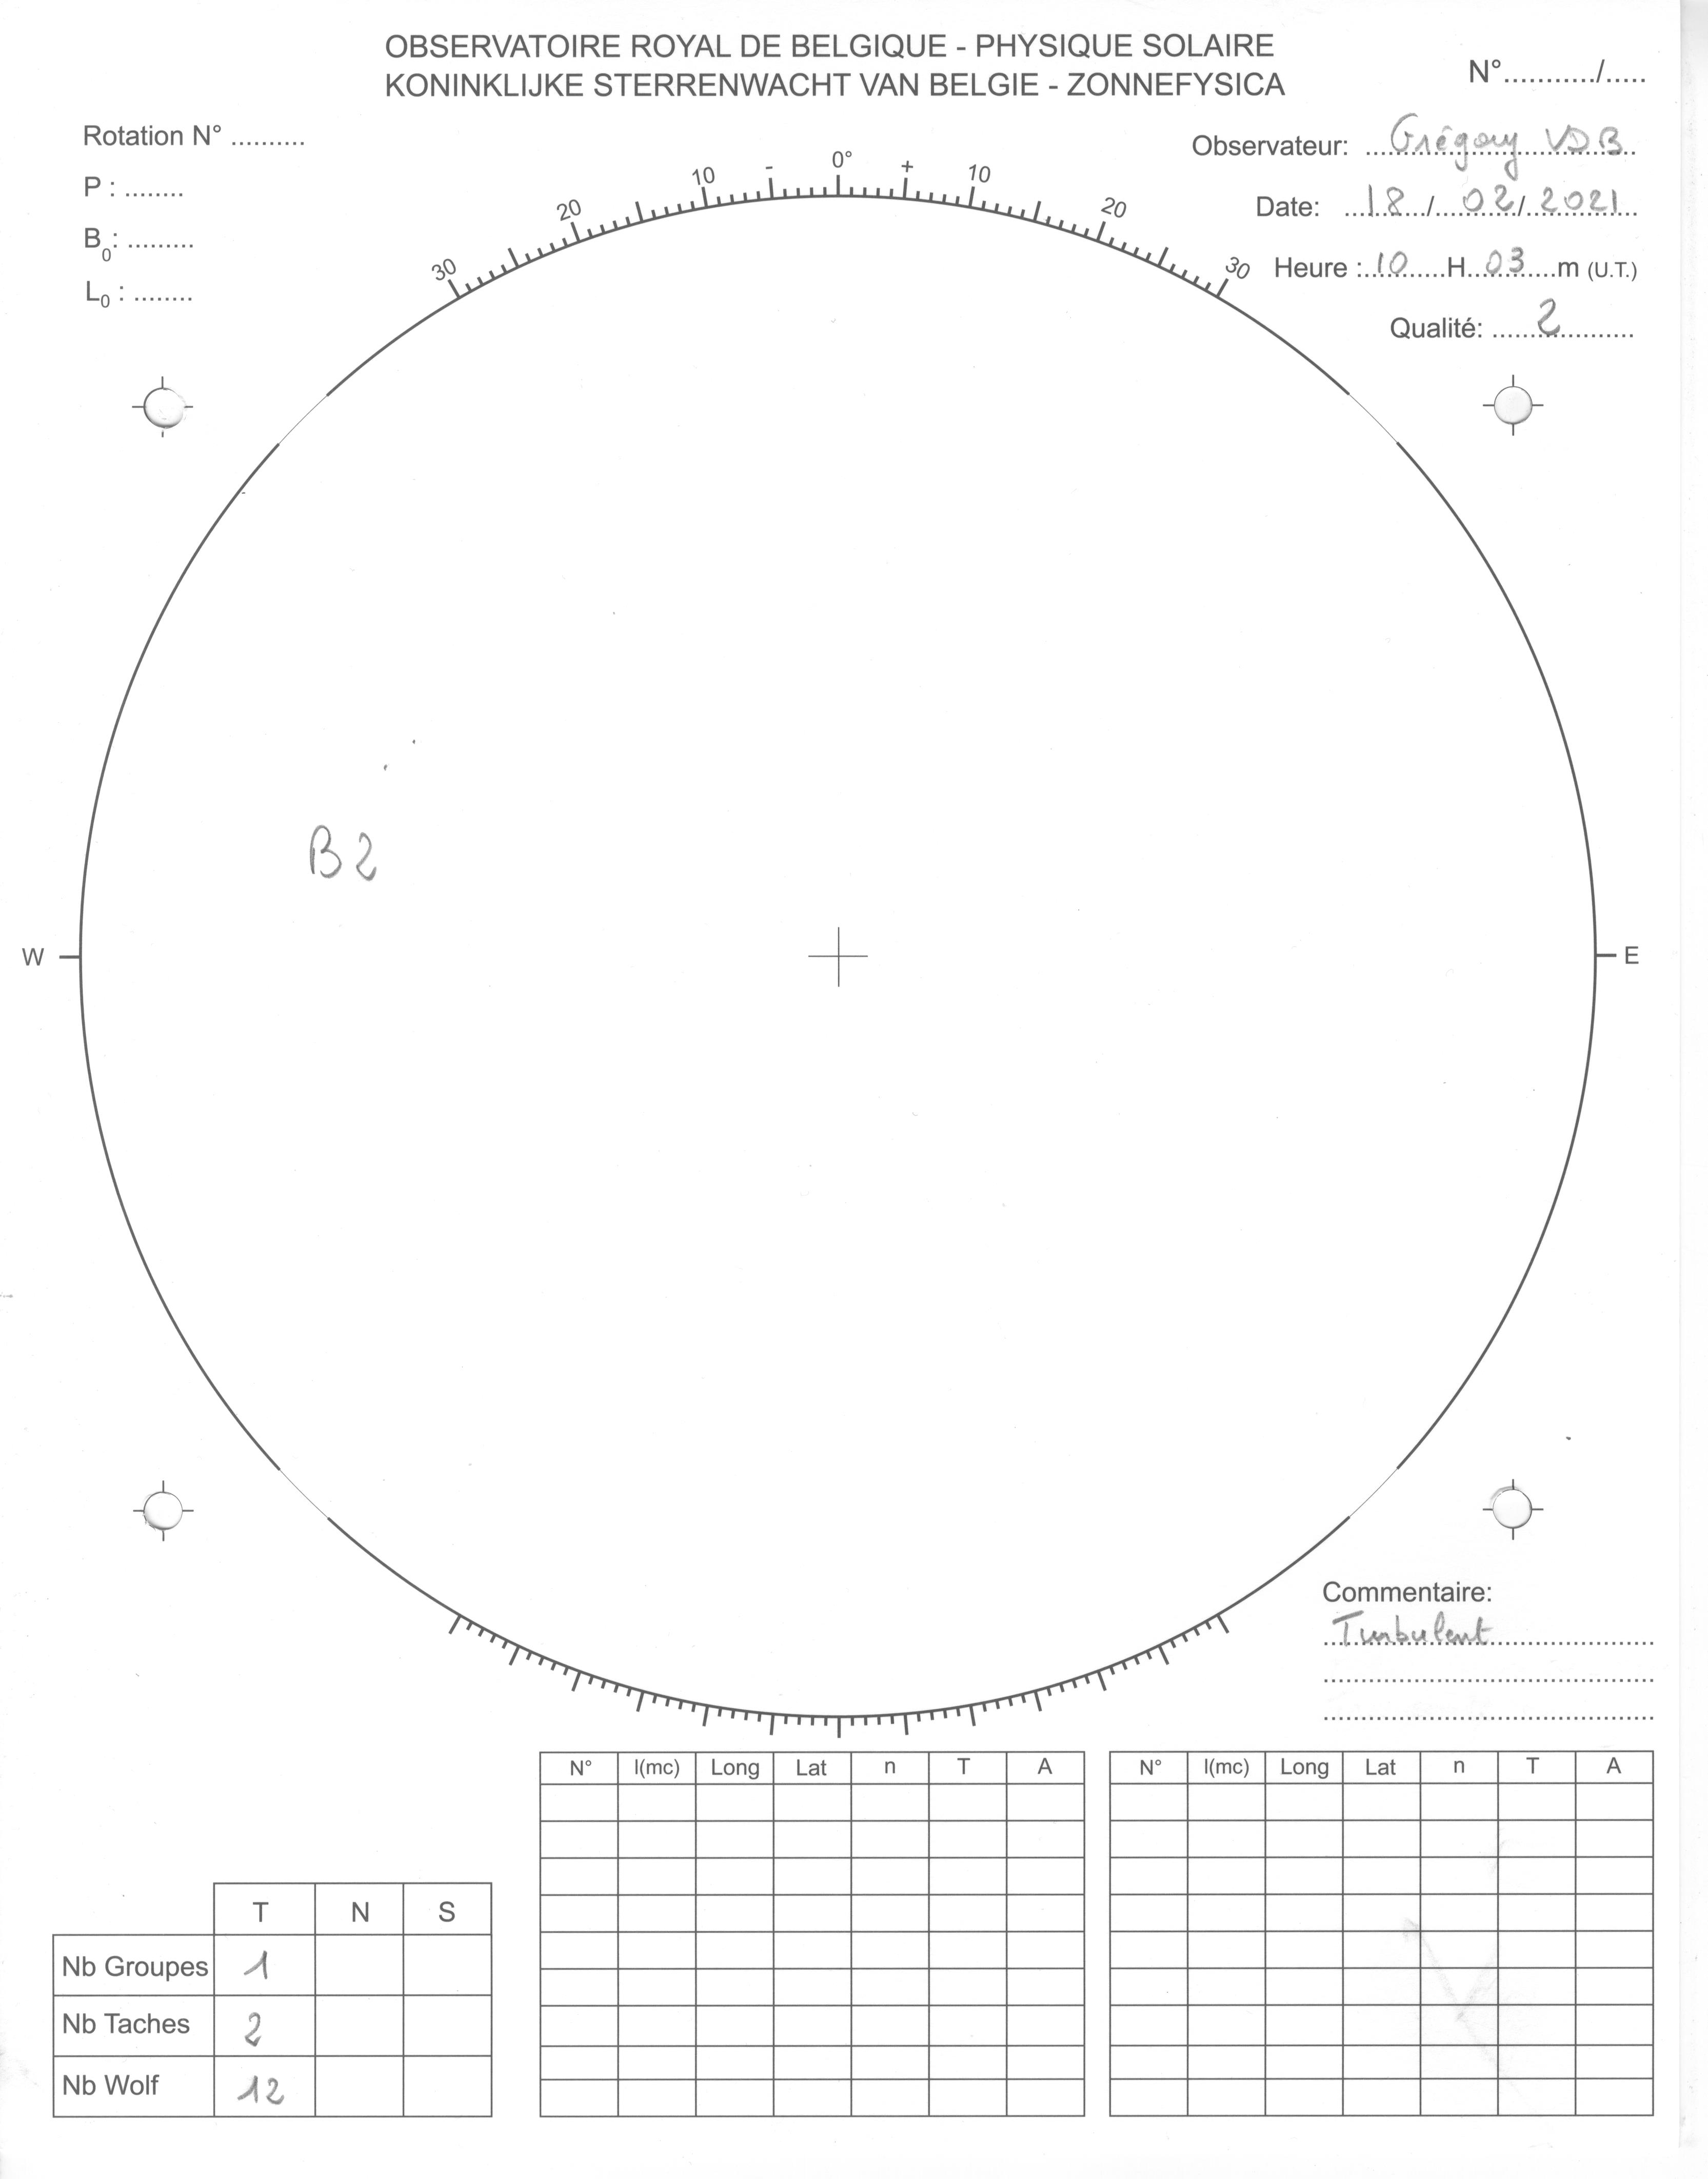 OBSERVATOIRE ROYAL DE BELGIQUE - PHYSIQUE SOLAIRE
KONINKLIJKE STERRENWACHT VAN BELGIE - ZONNEFYSICA
N°.........../.....
Rotation N° ..........
P : ........
B0: .........
L0 : ........
Observateur: Grégory VDB
Date: 18 / 02 / 2021
Heure : 10 H 03 m (U.T.)
Qualité: 2
30 20 10 - 0° + 10 20 30
B2
W E
Commentaire:
Turbulent
N° l(mc) Long Lat n T A N° l(mc) Long Lat n T A
T N S
Nb Groupes 1
Nb Taches 2
Nb Wolf 12